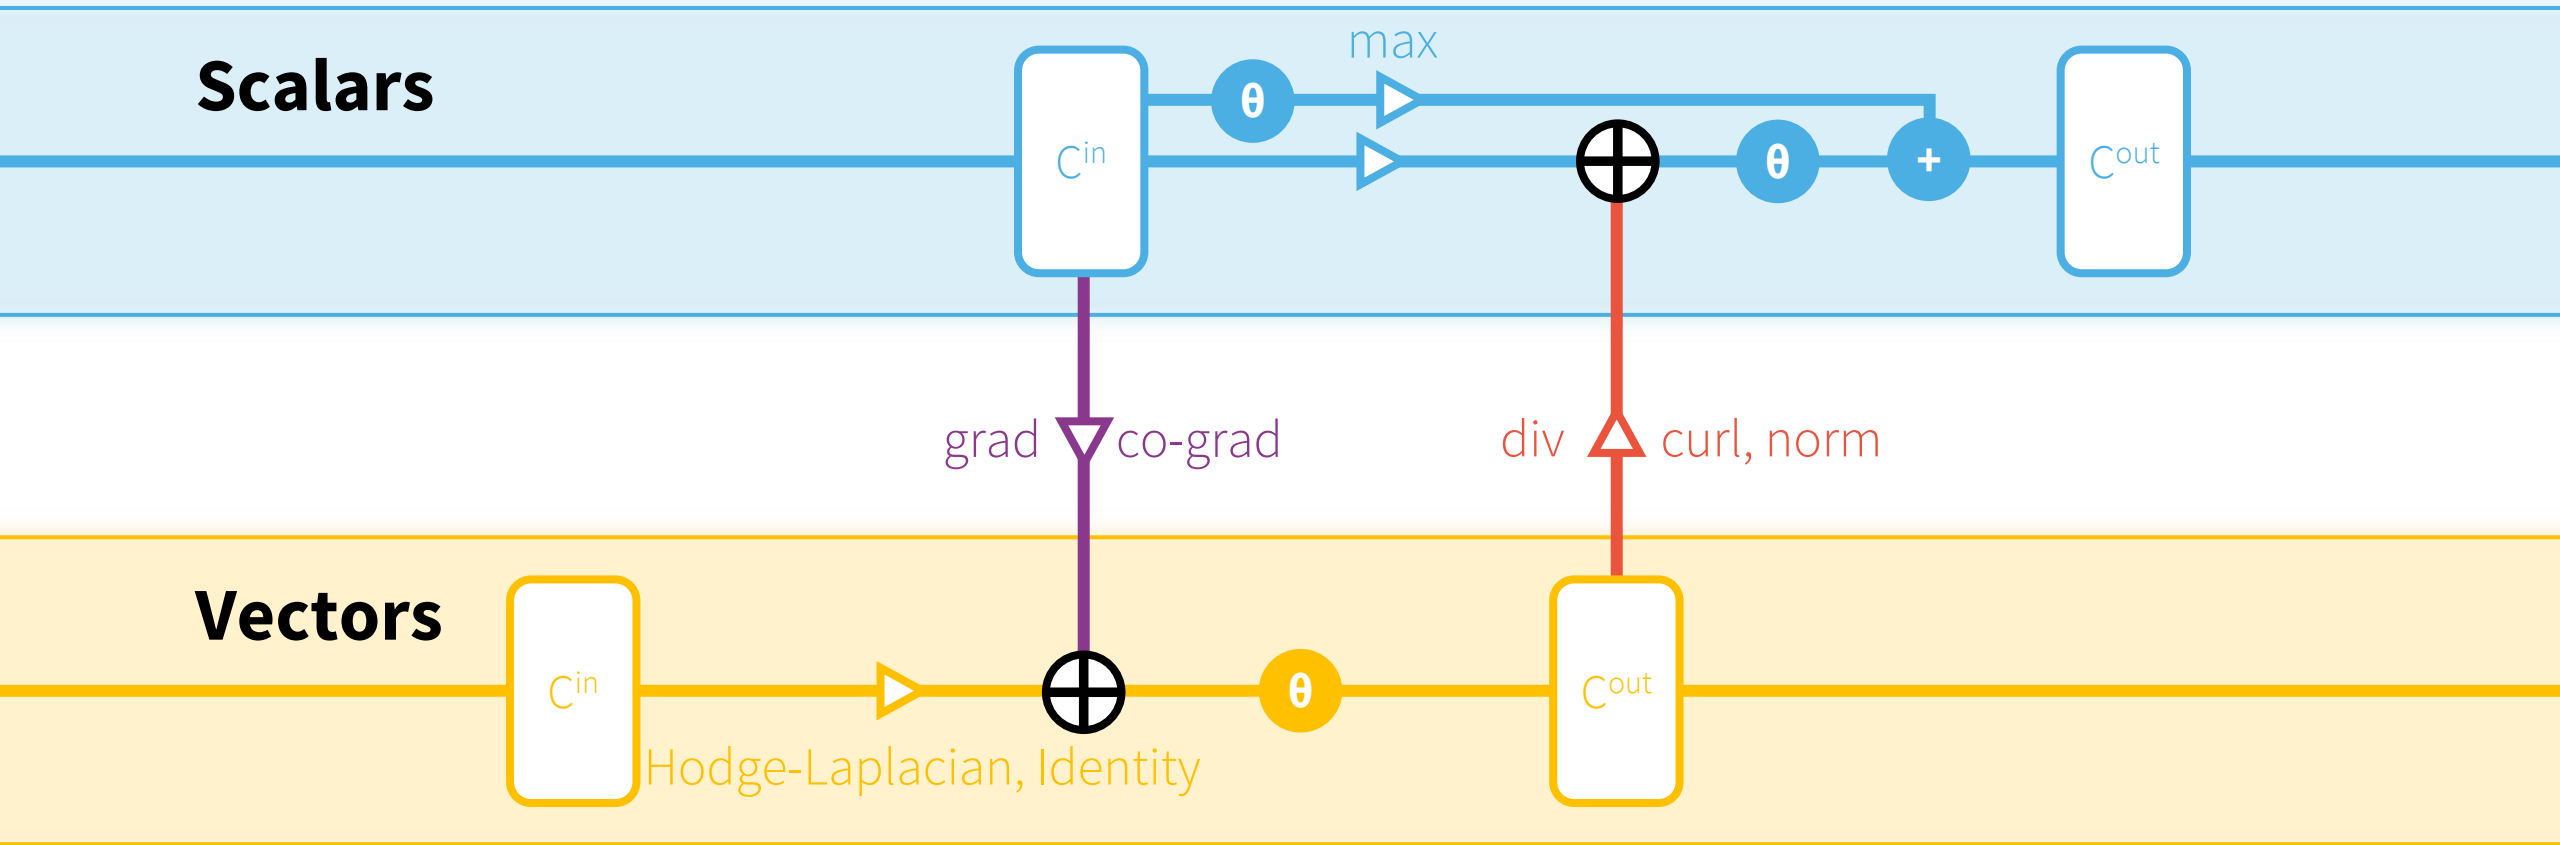 max
Scalars
θ
C^in
θ
+
C^out
grad
co-grad
div
curl, norm
Vectors
C^in
θ
C^out
Hodge-Laplacian, Identity